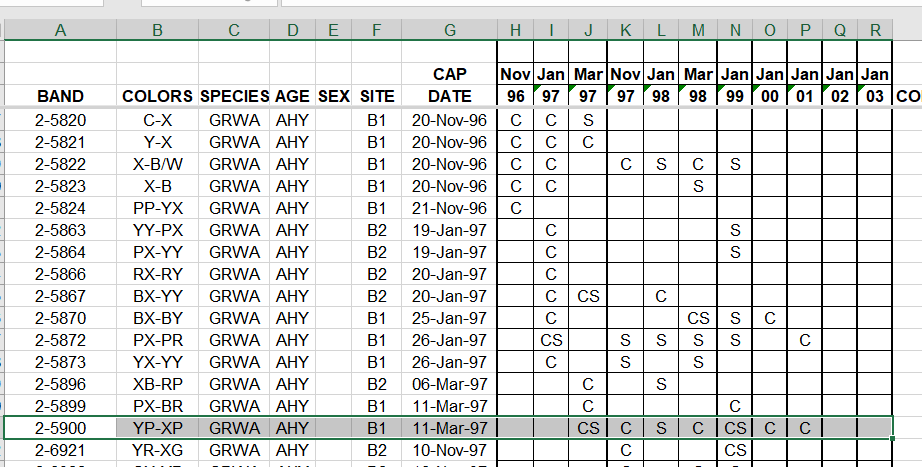 A B C D E F G H I J K L M N O P Q R
CAP Nov Jan Mar Nov Jan Mar Jan Jan Jan Jan Jan
BAND COLORS SPECIES AGE SEX SITE DATE 96 97 97 97 98 98 99 00 01 02 03 CO
2-5820 C-X GRWA AHY B1 20-Nov-96 C C S
2-5821 Y-X GRWA AHY B1 20-Nov-96 C C C
2-5822 X-B/W GRWA AHY B1 20-Nov-96 C C C S C S
2-5823 X-B GRWA AHY B1 20-Nov-96 C C S
2-5824 PP-YX GRWA AHY B1 21-Nov-96 C
2-5863 YY-PX GRWA AHY B2 19-Jan-97 C S
2-5864 PX-YY GRWA AHY B2 19-Jan-97 C S
2-5866 RX-RY GRWA AHY B2 20-Jan-97 C
2-5867 BX-YY GRWA AHY B2 20-Jan-97 C CS C
2-5870 BX-BY GRWA AHY B1 25-Jan-97 C CS S C
2-5872 PX-PR GRWA AHY B1 26-Jan-97 CS S S S S C
2-5873 YX-YY GRWA AHY B1 26-Jan-97 C S S
2-5896 XB-RP GRWA AHY B2 06-Mar-97 C S
2-5899 PX-BR GRWA AHY B1 11-Mar-97 C C
2-5900 YP-XP GRWA AHY B1 11-Mar-97 CS C S C CS C C
2-6921 YR-XG GRWA AHY B2 10-Nov-97 C CS